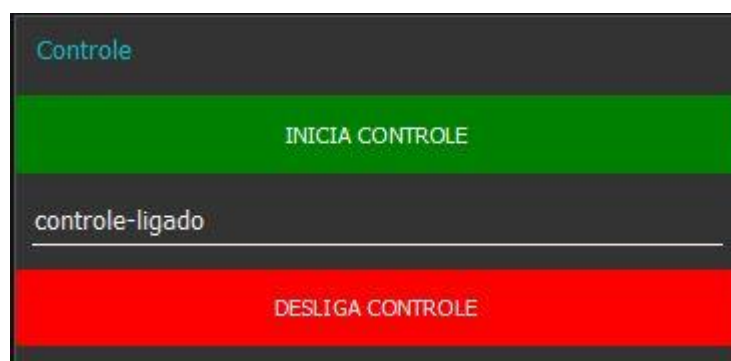 Controle
INICIA CONTROLE
controle-ligado
DESLIGA CONTROLE